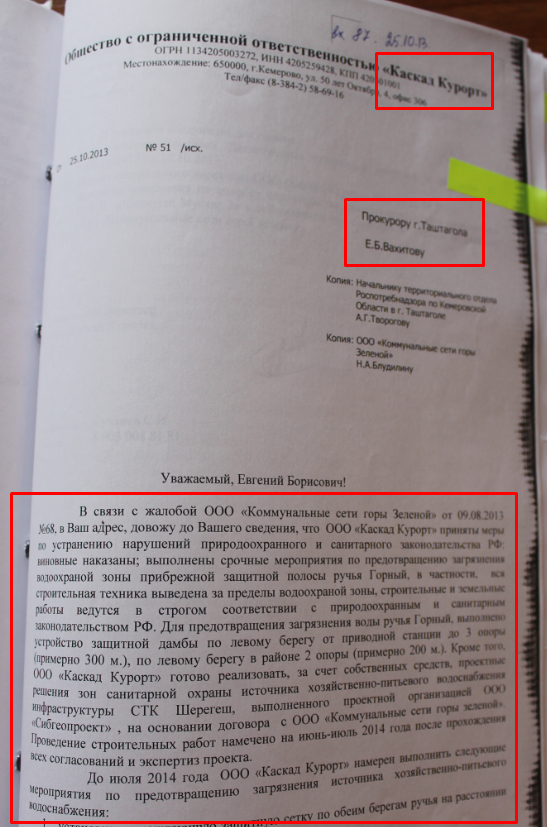 вх 87. 25.10.13
Общество с ограниченной ответственностью «Каскад Курорт»
ОГРН 1134205003272, ИНН 4205259428, КПП 420501001
Местонахождение: 650000, г.Кемерово, ул. 50 лет Октября, 4, офис 306
Тел/факс (8-384-2) 58-69-16
25.10.2013 № 51 /исх.
Прокурору г.Таштагола
Е.Б.Вахитову
Копия: Начальнику территориального отдела
Роспотребнадзора по Кемеровской
Области в г. Таштаголе
А.Г.Творогову
Копия: ООО «Коммунальные сети горы
Зеленой»
Н.А.Блудилину
Уважаемый, Евгений Борисович!
В связи с жалобой ООО «Коммунальные сети горы Зеленой» от 09.08.2013
№68, в Ваш адрес, довожу до Вашего сведения, что ООО «Каскад Курорт» приняты меры
по устранению нарушений природоохранного и санитарного законодательства РФ:
виновные наказаны; выполнены срочные мероприятия по предотвращению загрязнения
водоохраной зоны прибрежной защитной полосы ручья Горный, в частности, вся
строительная техника выведена за пределы водоохраной зоны, строительные и земельные
работы ведутся в строгом соответствии с природоохранным и санитарным
законодательством РФ. Для предотвращения загрязнения воды ручья Горный, выполнено
устройство защитной дамбы по левому берегу от приводной станции до 3 опоры
(примерно 300 м.), по левому берегу в районе 2 опоры (примерно 200 м.). Кроме того,
ООО «Каскад Курорт» готово реализовать, за счет собственных средств, проектные
решения зон санитарной охраны источника хозяйственно-питьевого водоснабжения
инфраструктуры СТК Шерегеш, выполненного проектной организацией ООО
«Сибгеопроект» , на основании договора с ООО «Коммунальные сети горы зеленой».
Проведение строительных работ намечено на июнь-июль 2014 года после прохождения
всех согласований и экспертиз проекта.
До июля 2014 года ООО «Каскад Курорт» намерен выполнить следующие
мероприятия по предотвращению загрязнения источника хозяйственно-питьевого
водоснабжения:
сетку по обеим берегам ручья на расстоянии